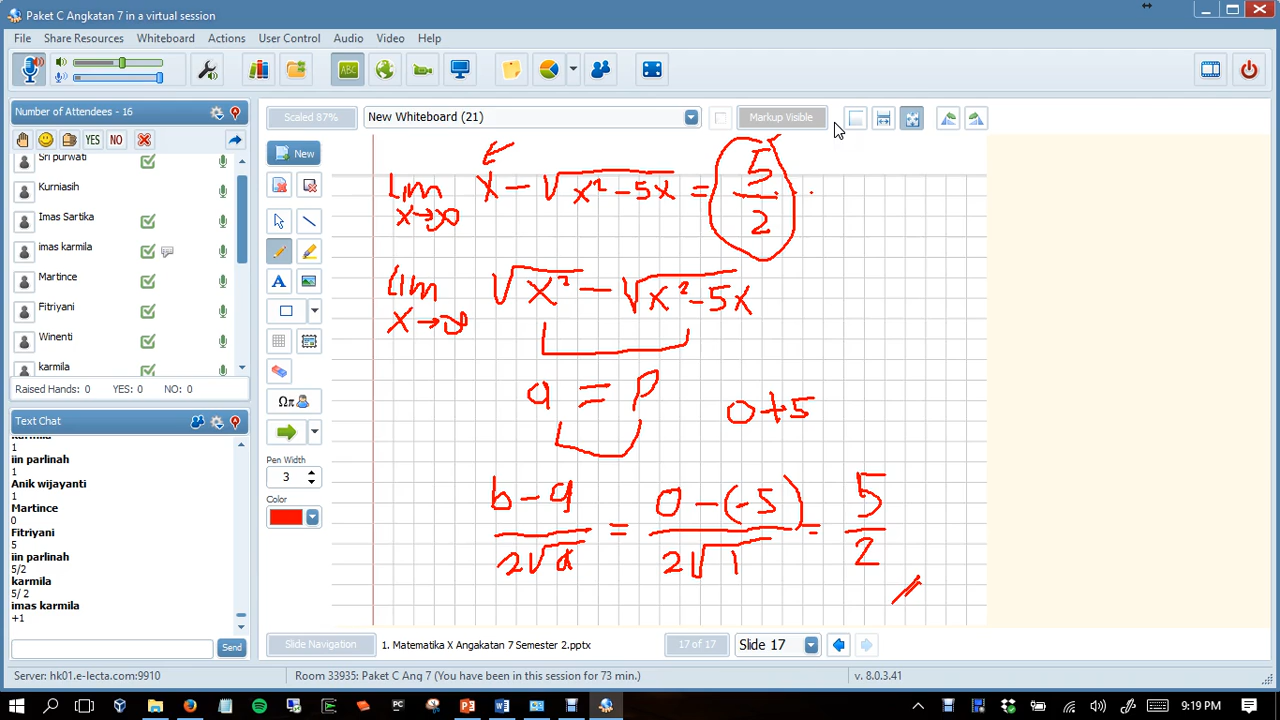 Paket C Angkatan 7 in a virtual session
File Share Resources Whiteboard Actions User Control Audio Video Help
ABC
Number of Attendees - 16
Scaled 87%
New Whiteboard (21)
Markup Visible
YES NO
Sri purwati
Kurniasih
Imas Sartika
imas karmila
Martince
Fitriyani
Winenti
karmila
Raised Hands: 0 YES: 0 NO: 0
Text Chat
karmila
1
iin parlinah
1
Anik wijayanti
1
Martince
0
Fitriyani
5
iin parlinah
5/2
karmila
5/ 2
imas karmila
+1
Send
New
A
Ωπ
Pen Width
3
Color
lim x→∞ x - √(x² - 5x) = 5/2
lim x→∞ √x² - √(x² - 5x)
a = p
0 + 5
b - q / 2√a = 0 - (-5) / 2√1 = 5/2
Slide Navigation
1. Matematika X Angakatan 7 Semester 2.pptx
17 of 17
Slide 17
Server: hk01.e-lecta.com:9910
Room 33935: Paket C Ang 7 (You have been in this session for 73 min.)
v. 8.0.3.41
9:19 PM